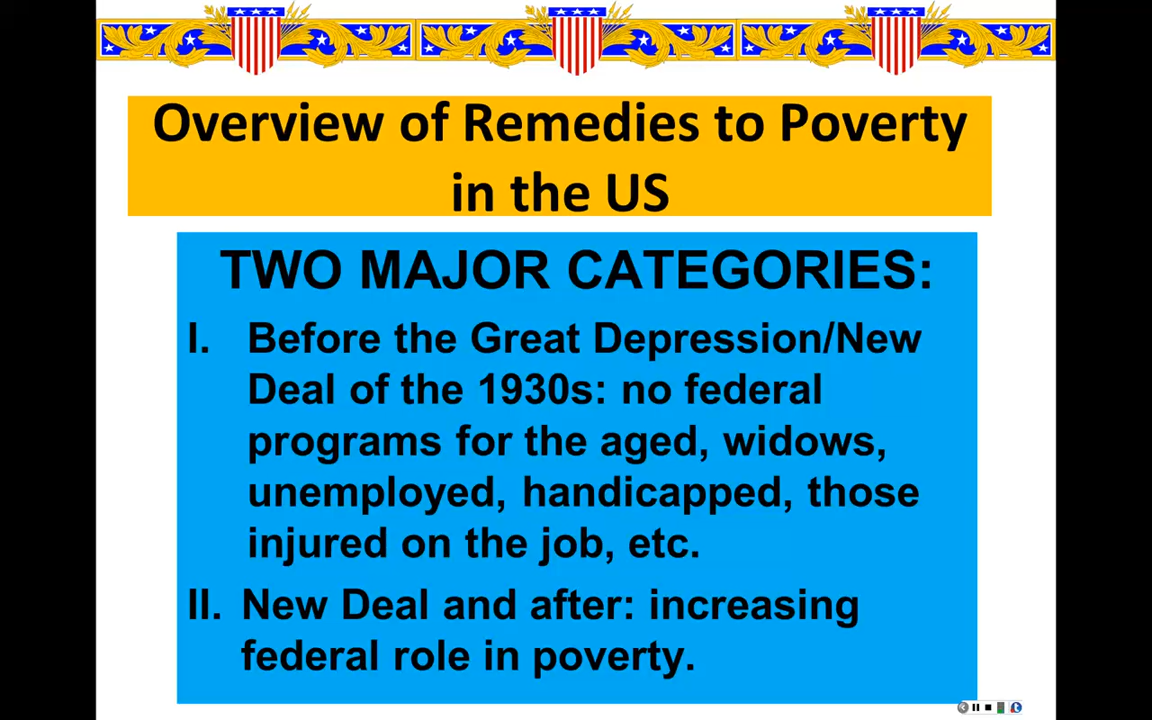 Overview of Remedies to Poverty
in the US
TWO MAJOR CATEGORIES:
I. Before the Great Depression/New
Deal of the 1930s: no federal
programs for the aged, widows,
unemployed, handicapped, those
injured on the job, etc.
II. New Deal and after: increasing
federal role in poverty.